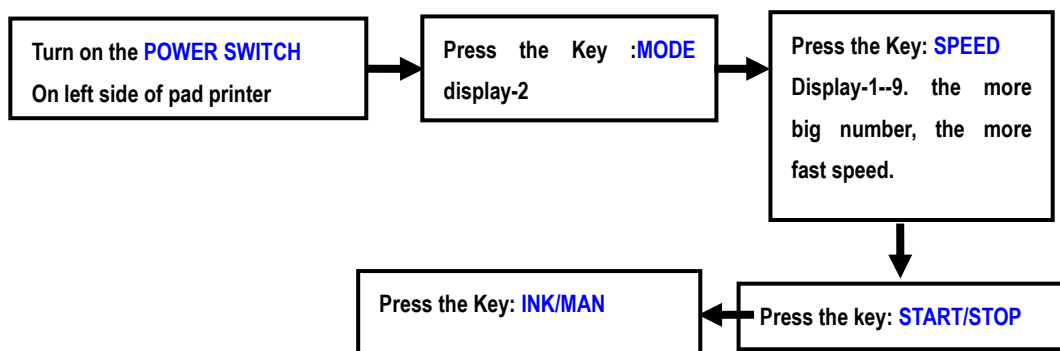 Turn on the POWER SWITCH
On left side of pad printer
Press the Key :MODE
display-2
Press the Key: SPEED
Display-1--9. the more
big number, the more
fast speed.
Press the key: START/STOP
Press the Key: INK/MAN